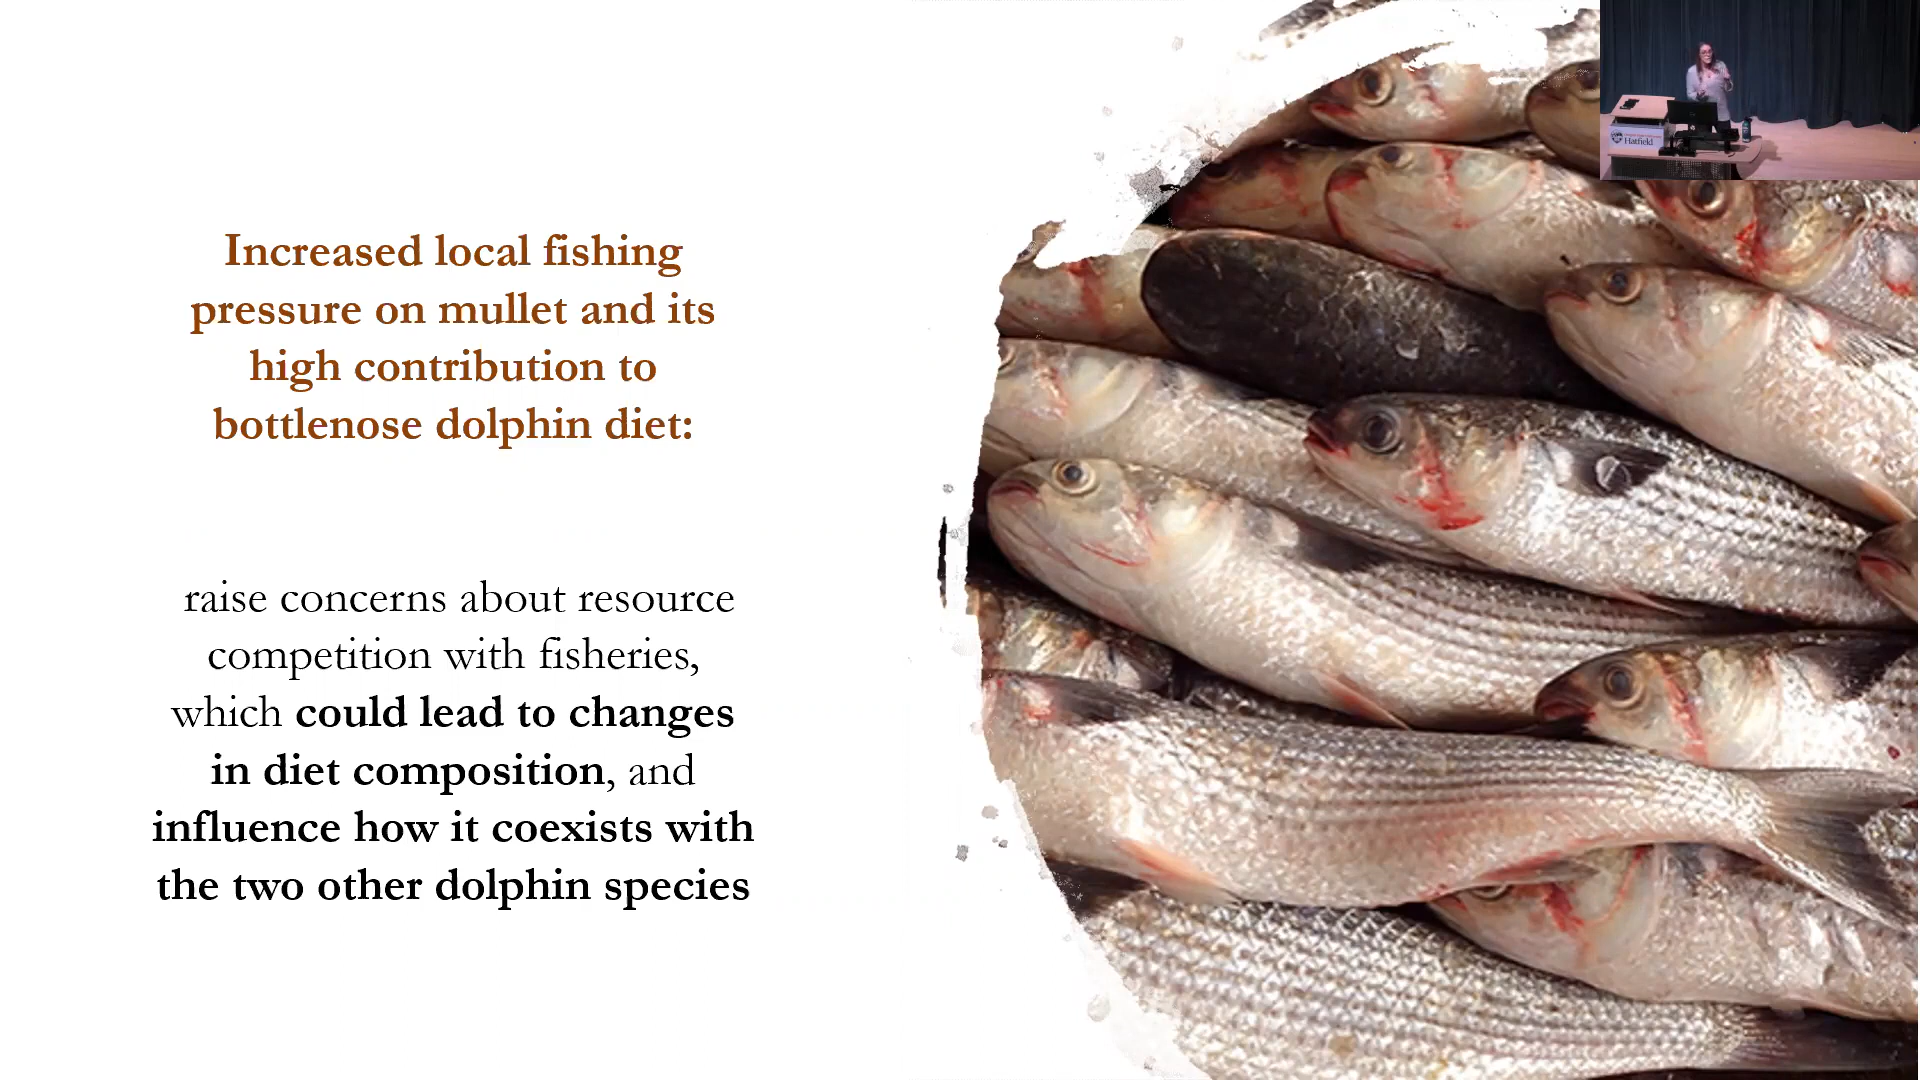 Increased local fishing
pressure on mullet and its
high contribution to
bottlenose dolphin diet:
raise concerns about resource
competition with fisheries,
which could lead to changes
in diet composition, and
influence how it coexists with
the two other dolphin species
Hatfield